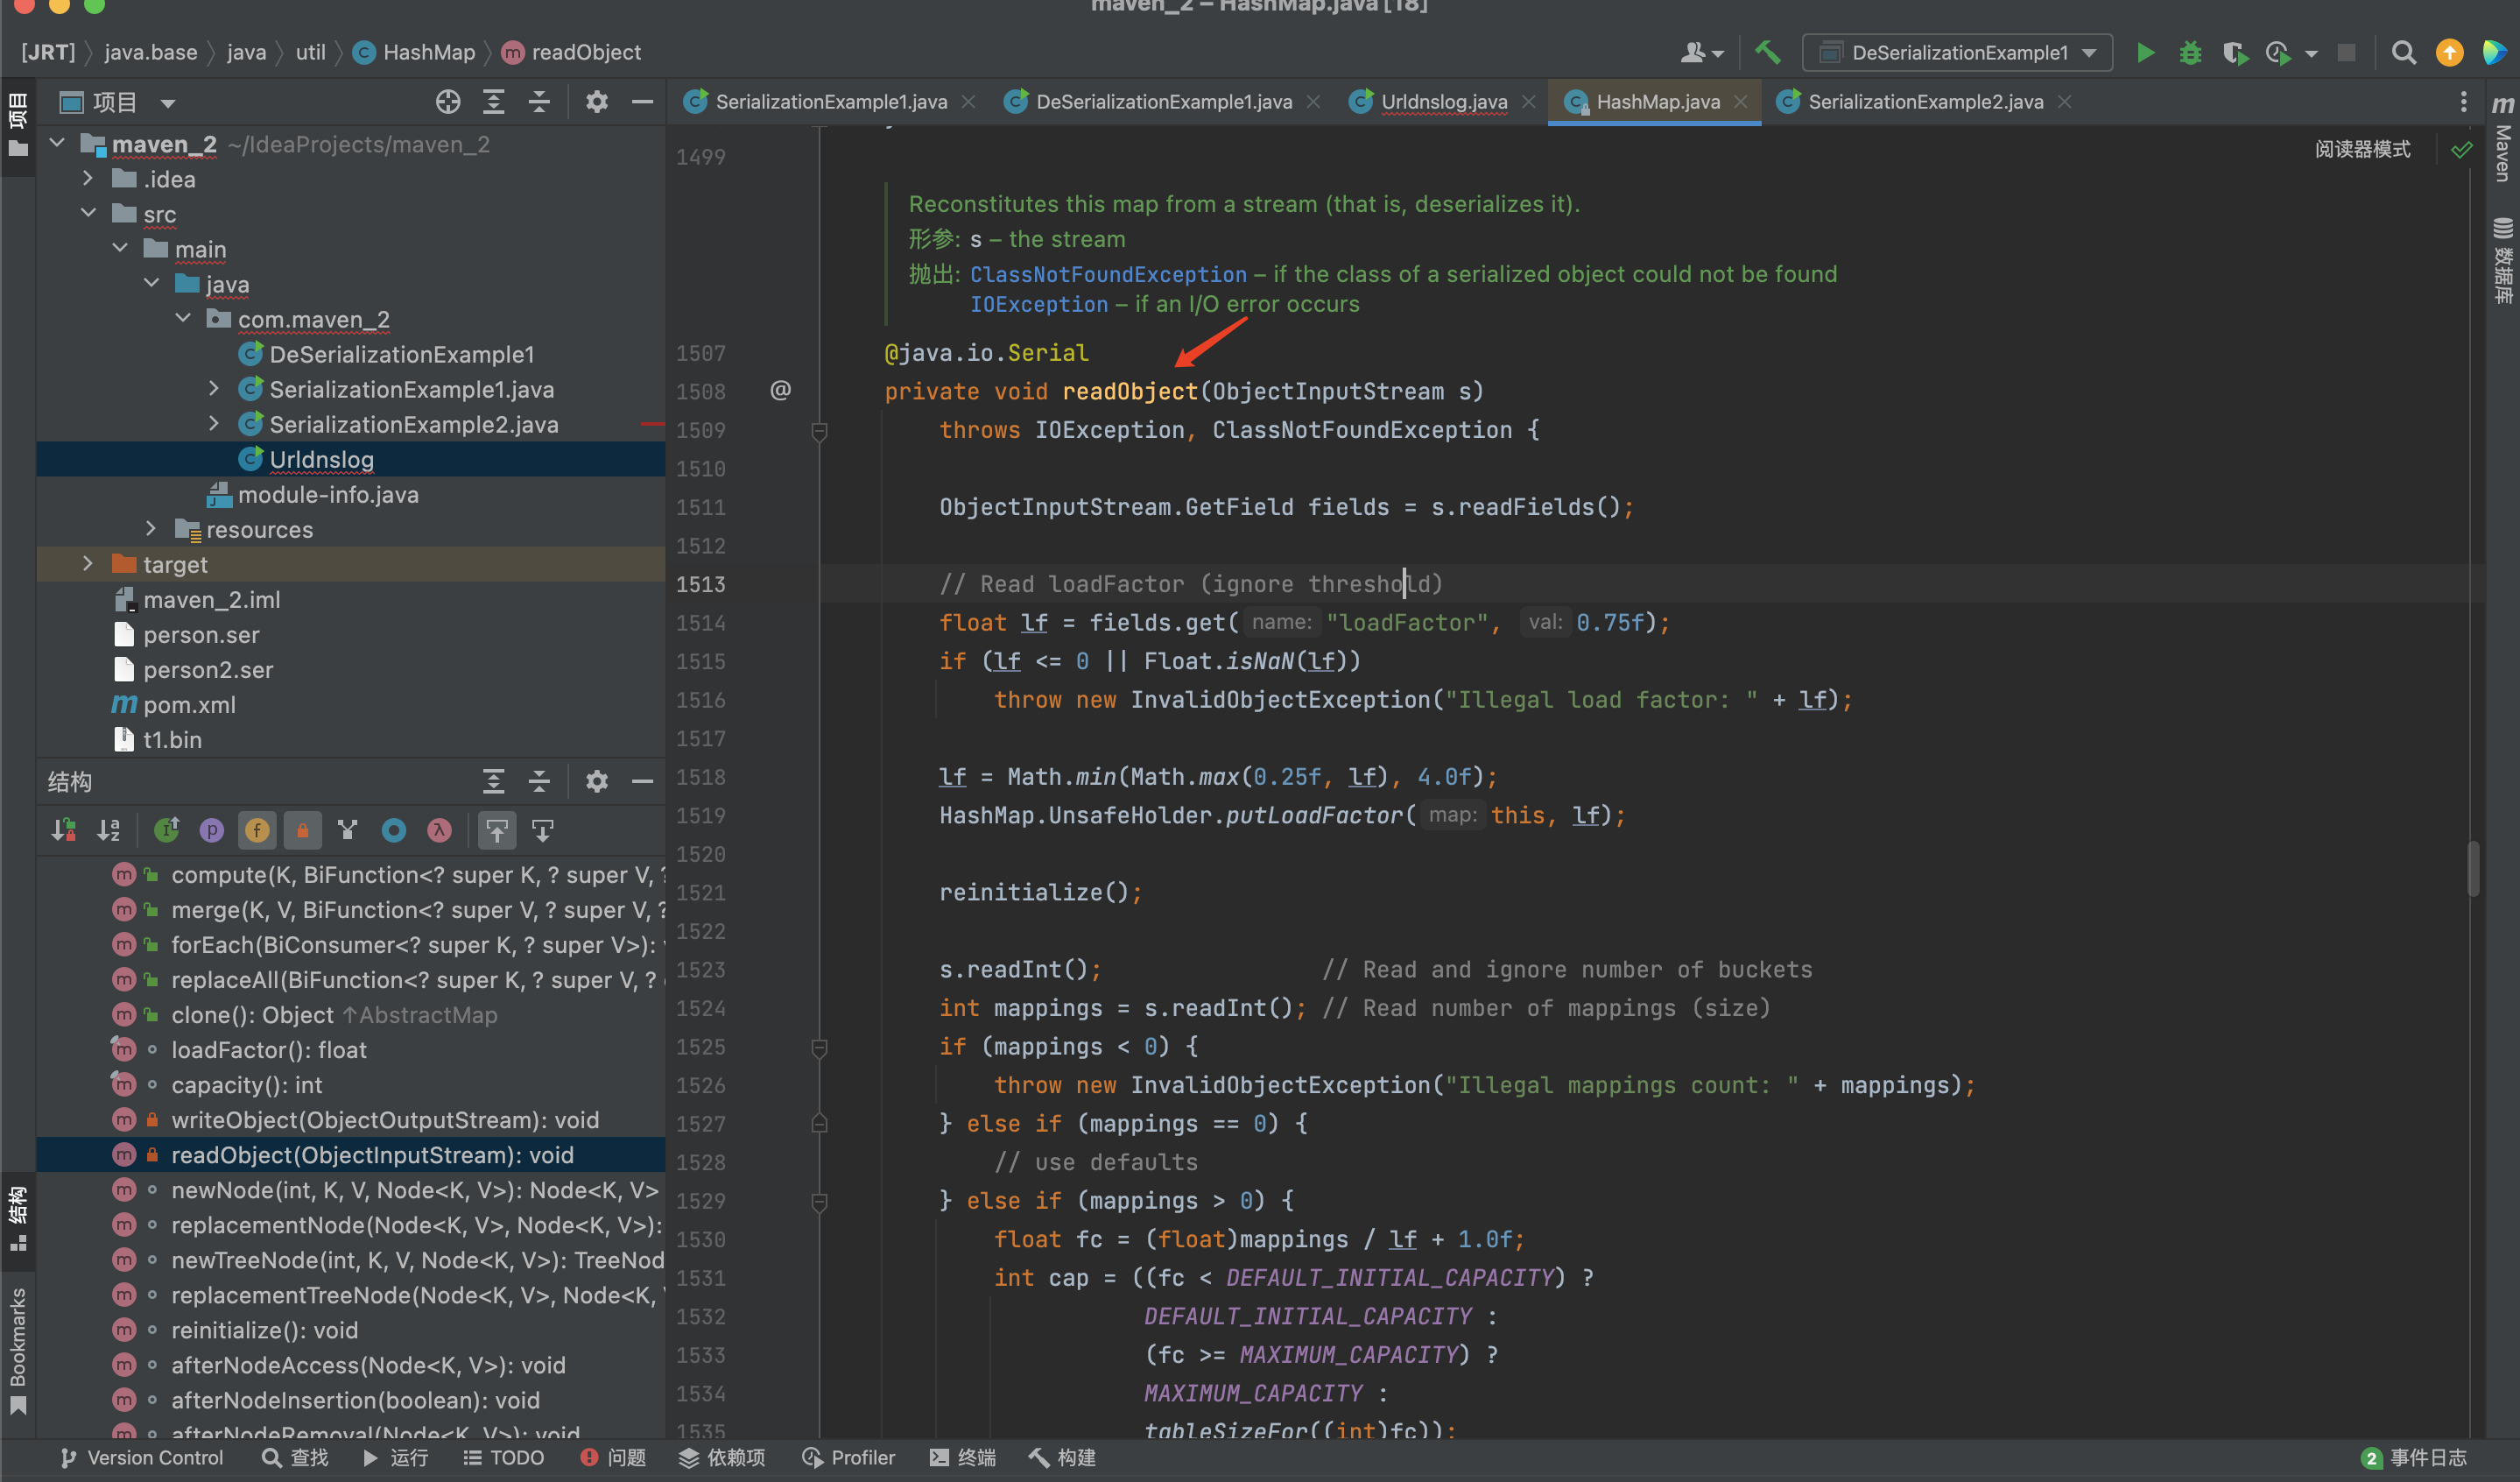 maven_2 – HashMap.java [18]
[JRT] java.base java util HashMap readObject
DeSerializationExample1
项目
SerializationExample1.java DeSerializationExample1.java Urldnslog.java HashMap.java SerializationExample2.java
项目
maven_2 ~/IdeaProjects/maven_2
.idea
src
main
java
com.maven_2
DeSerializationExample1
SerializationExample1.java
SerializationExample2.java
Urldnslog
module-info.java
resources
target
maven_2.iml
person.ser
person2.ser
pom.xml
t1.bin
结构
compute(K, BiFunction<? super K, ? super V, ?
merge(K, V, BiFunction<? super V, ? super V, ?
forEach(BiConsumer<? super K, ? super V>):
replaceAll(BiFunction<? super K, ? super V, ?
clone(): Object ↑AbstractMap
loadFactor(): float
capacity(): int
writeObject(ObjectOutputStream): void
readObject(ObjectInputStream): void
newNode(int, K, V, Node<K, V>): Node<K, V>
replacementNode(Node<K, V>, Node<K, V>):
newTreeNode(int, K, V, Node<K, V>): TreeNod
replacementTreeNode(Node<K, V>, Node<K,
reinitialize(): void
afterNodeAccess(Node<K, V>): void
afterNodeInsertion(boolean): void
afterNodeRemoval(Node<K, V>): void
结构
Bookmarks
1499
阅读器模式
Reconstitutes this map from a stream (that is, deserializes it).
形参: s – the stream
抛出: ClassNotFoundException – if the class of a serialized object could not be found
IOException – if an I/O error occurs
1507 @java.io.Serial
1508 @ private void readObject(ObjectInputStream s)
1509 throws IOException, ClassNotFoundException {
1510
1511 ObjectInputStream.GetField fields = s.readFields();
1512
1513 // Read loadFactor (ignore threshold)
1514 float lf = fields.get( name: "loadFactor", val: 0.75f);
1515 if (lf <= 0 || Float.isNaN(lf))
1516 throw new InvalidObjectException("Illegal load factor: " + lf);
1517
1518 lf = Math.min(Math.max(0.25f, lf), 4.0f);
1519 HashMap.UnsafeHolder.putLoadFactor( map: this, lf);
1520
1521 reinitialize();
1522
1523 s.readInt(); // Read and ignore number of buckets
1524 int mappings = s.readInt(); // Read number of mappings (size)
1525 if (mappings < 0) {
1526 throw new InvalidObjectException("Illegal mappings count: " + mappings);
1527 } else if (mappings == 0) {
1528 // use defaults
1529 } else if (mappings > 0) {
1530 float fc = (float)mappings / lf + 1.0f;
1531 int cap = ((fc < DEFAULT_INITIAL_CAPACITY) ?
1532 DEFAULT_INITIAL_CAPACITY :
1533 (fc >= MAXIMUM_CAPACITY) ?
1534 MAXIMUM_CAPACITY :
1535 tableSizeFor((int)fc));
Maven
数据库
Version Control 查找 运行 TODO 问题 依赖项 Profiler 终端 构建 2 事件日志